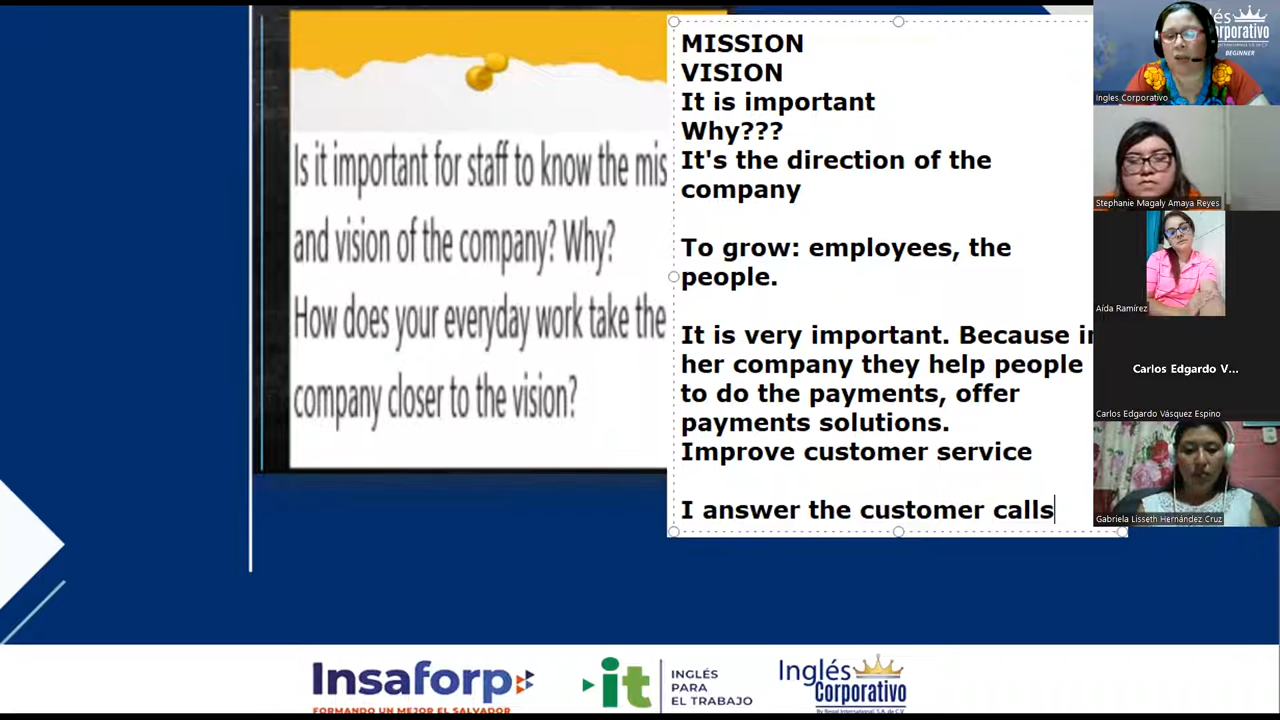 Is it important for staff to know the mis
and vision of the company? Why?
How does your everyday work take the
company closer to the vision?
MISSION
VISION
It is important
Why???
It's the direction of the
company
To grow: employees, the
people.
It is very important. Because in
her company they help people
to do the payments, offer
payments solutions.
Improve customer service
I answer the customer calls
Corporativo
BEGINNER
Ingles Corporativo
Stephanie Magaly Amaya Reyes
Aída Ramírez
Carlos Edgardo V...
Carlos Edgardo Vásquez Espino
Gabriela Lisseth Hernández Cruz
Insaforp
FORMANDO UN MEJOR EL SALVADOR
it
INGLÉS
PARA
EL TRABAJO
Inglés
Corporativo
By Regal International, S.A. de C.V.